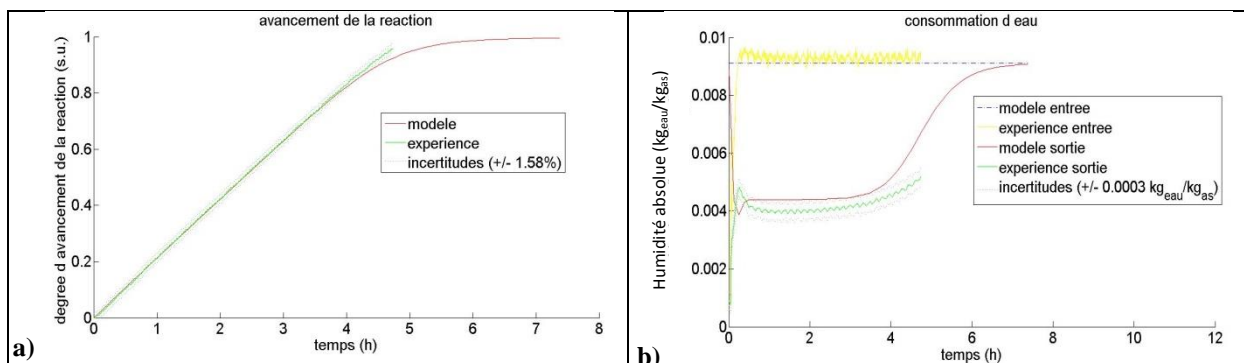 avancement de la reaction
degree d avancement de la reaction (s.u.)
1
0.8
0.6
0.4
0.2
0
0
1
2
3
4
5
6
7
8
temps (h)
modele
experience
incertitudes (+/- 1.58%)
a)
consommation d eau
Humidité absolue (kgeau/kgas)
0.01
0.008
0.006
0.004
0.002
0
0
2
4
6
8
10
12
temps (h)
modele entree
experience entree
modele sortie
experience sortie
incertitudes (+/- 0.0003 kgeau/kgas)
b)